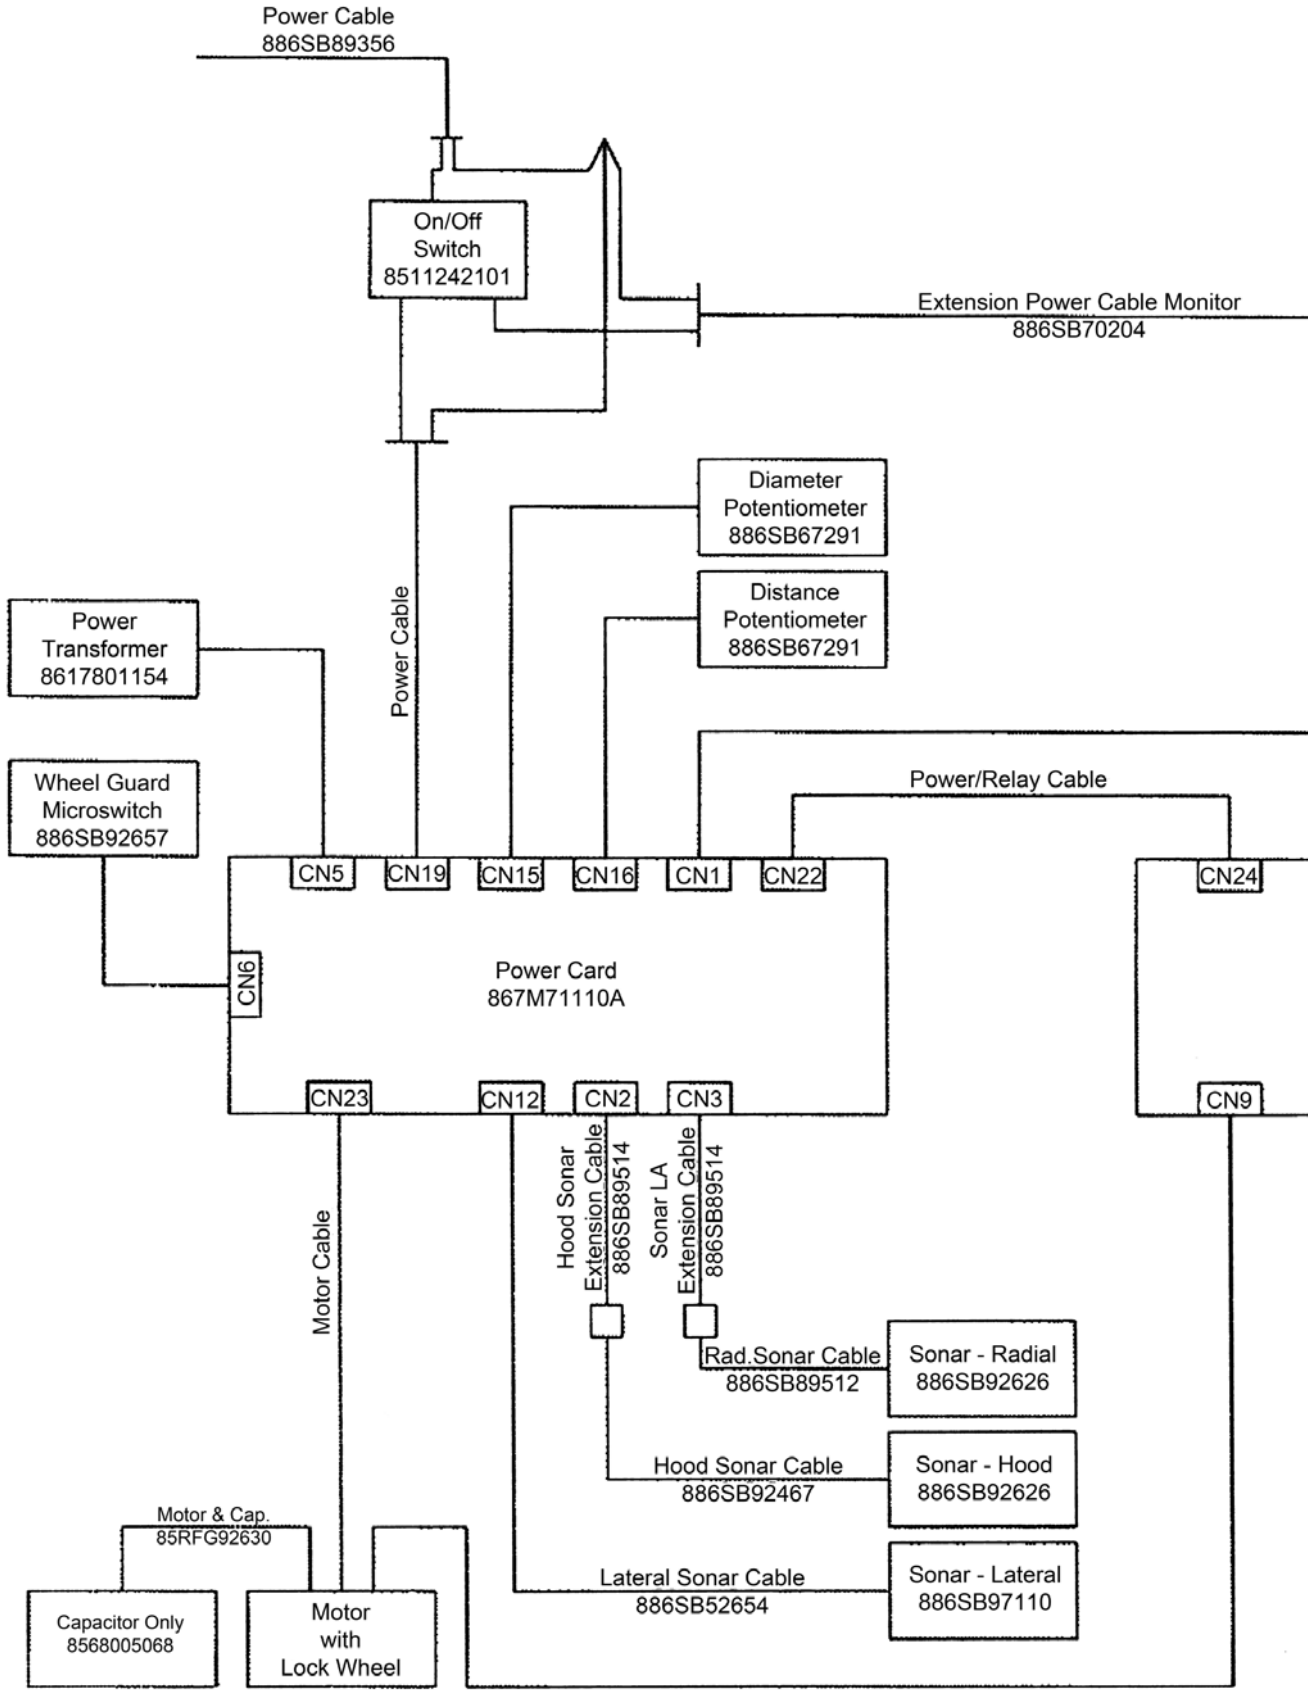 Power Cable
886SB89356
On/Off
Switch
8511242101
Extension Power Cable Monitor
886SB70204
Diameter
Potentiometer
886SB67291
Distance
Potentiometer
886SB67291
Power
Transformer
8617801154
Power Cable
Wheel Guard
Microswitch
886SB92657
Power/Relay Cable
CN5
CN19
CN15
CN16
CN1
CN22
CN24
CN6
Power Card
867M71110A
CN23
CN12
CN2
CN3
CN9
Motor Cable
Hood Sonar
Extension Cable
886SB89514
Sonar LA
Extension Cable
886SB89514
Rad.Sonar Cable
886SB89512
Sonar - Radial
886SB92626
Hood Sonar Cable
886SB92467
Sonar - Hood
886SB92626
Motor & Cap.
85RFG92630
Lateral Sonar Cable
886SB52654
Sonar - Lateral
886SB97110
Capacitor Only
8568005068
Motor
with
Lock Wheel